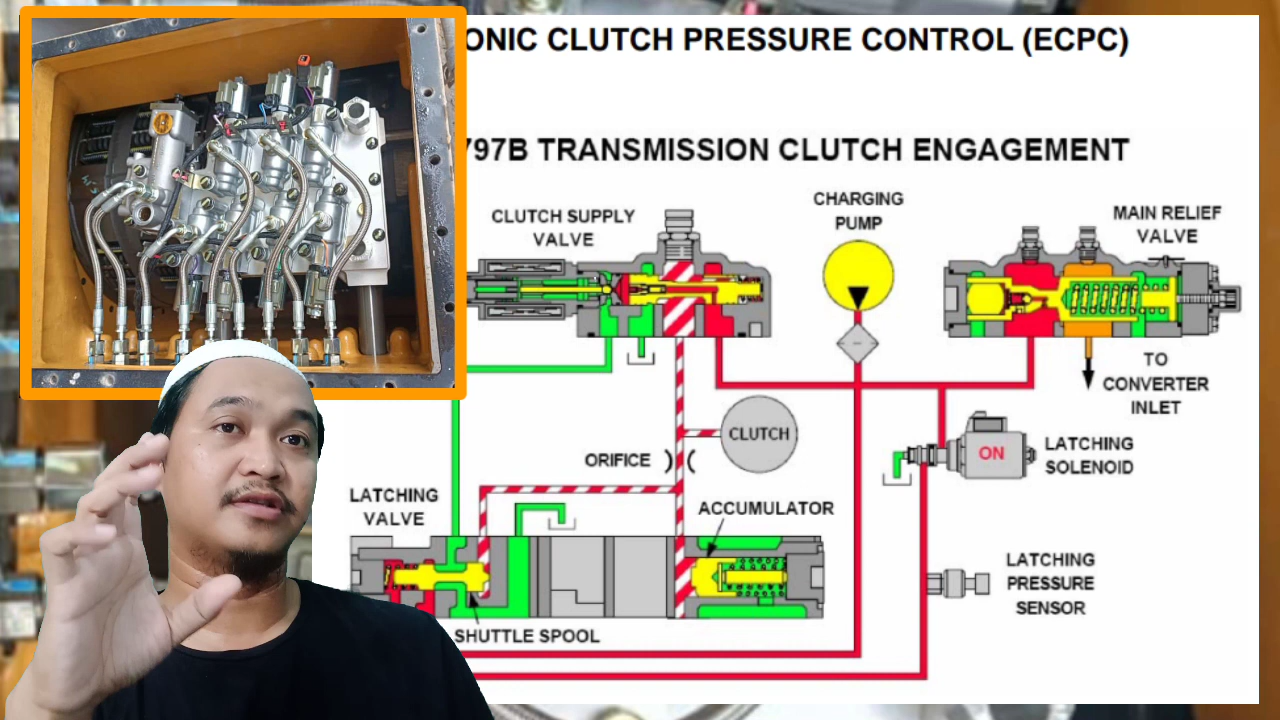 ONIC CLUTCH PRESSURE CONTROL (ECPC)
797B TRANSMISSION CLUTCH ENGAGEMENT
CLUTCH SUPPLY
VALVE
CHARGING
PUMP
MAIN RELIEF
VALVE
TO
CONVERTER
INLET
CLUTCH
ORIFICE
ON
LATCHING
SOLENOID
LATCHING
VALVE
ACCUMULATOR
LATCHING
PRESSURE
SENSOR
SHUTTLE SPOOL